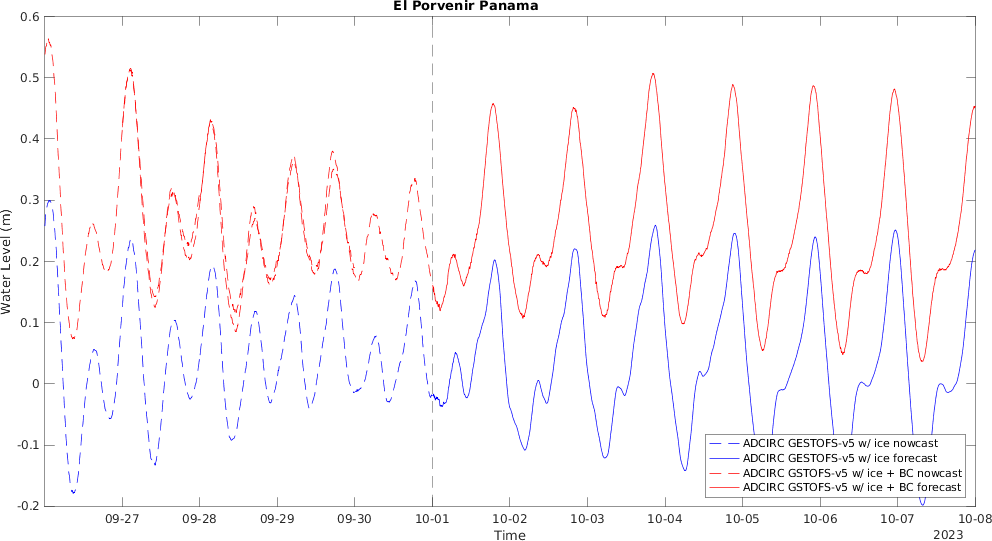 El Porvenir Panama
Water Level (m)
0.6
0.5
0.4
0.3
0.2
0.1
0
-0.1
-0.2
ADCIRC GESTOFS-v5 w/ ice nowcast
ADCIRC GESTOFS-v5 w/ ice forecast
ADCIRC GSTOFS-v5 w/ ice + BC nowcast
ADCIRC GSTOFS-v5 w/ ice + BC forecast
09-27 09-28 09-29 09-30 10-01 10-02 10-03 10-04 10-05 10-06 10-07 10-08
Time
2023